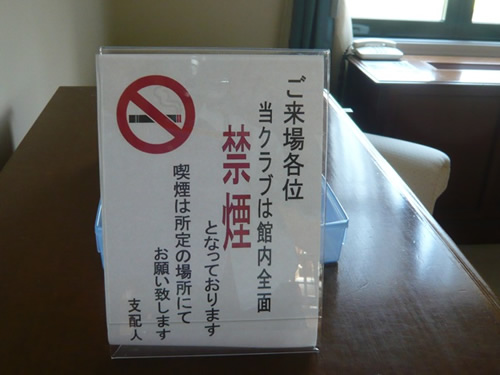 ご来場各位
当クラブは館内全面
禁煙
となっております
喫煙は所定の場所にて
お願い致します
支配人